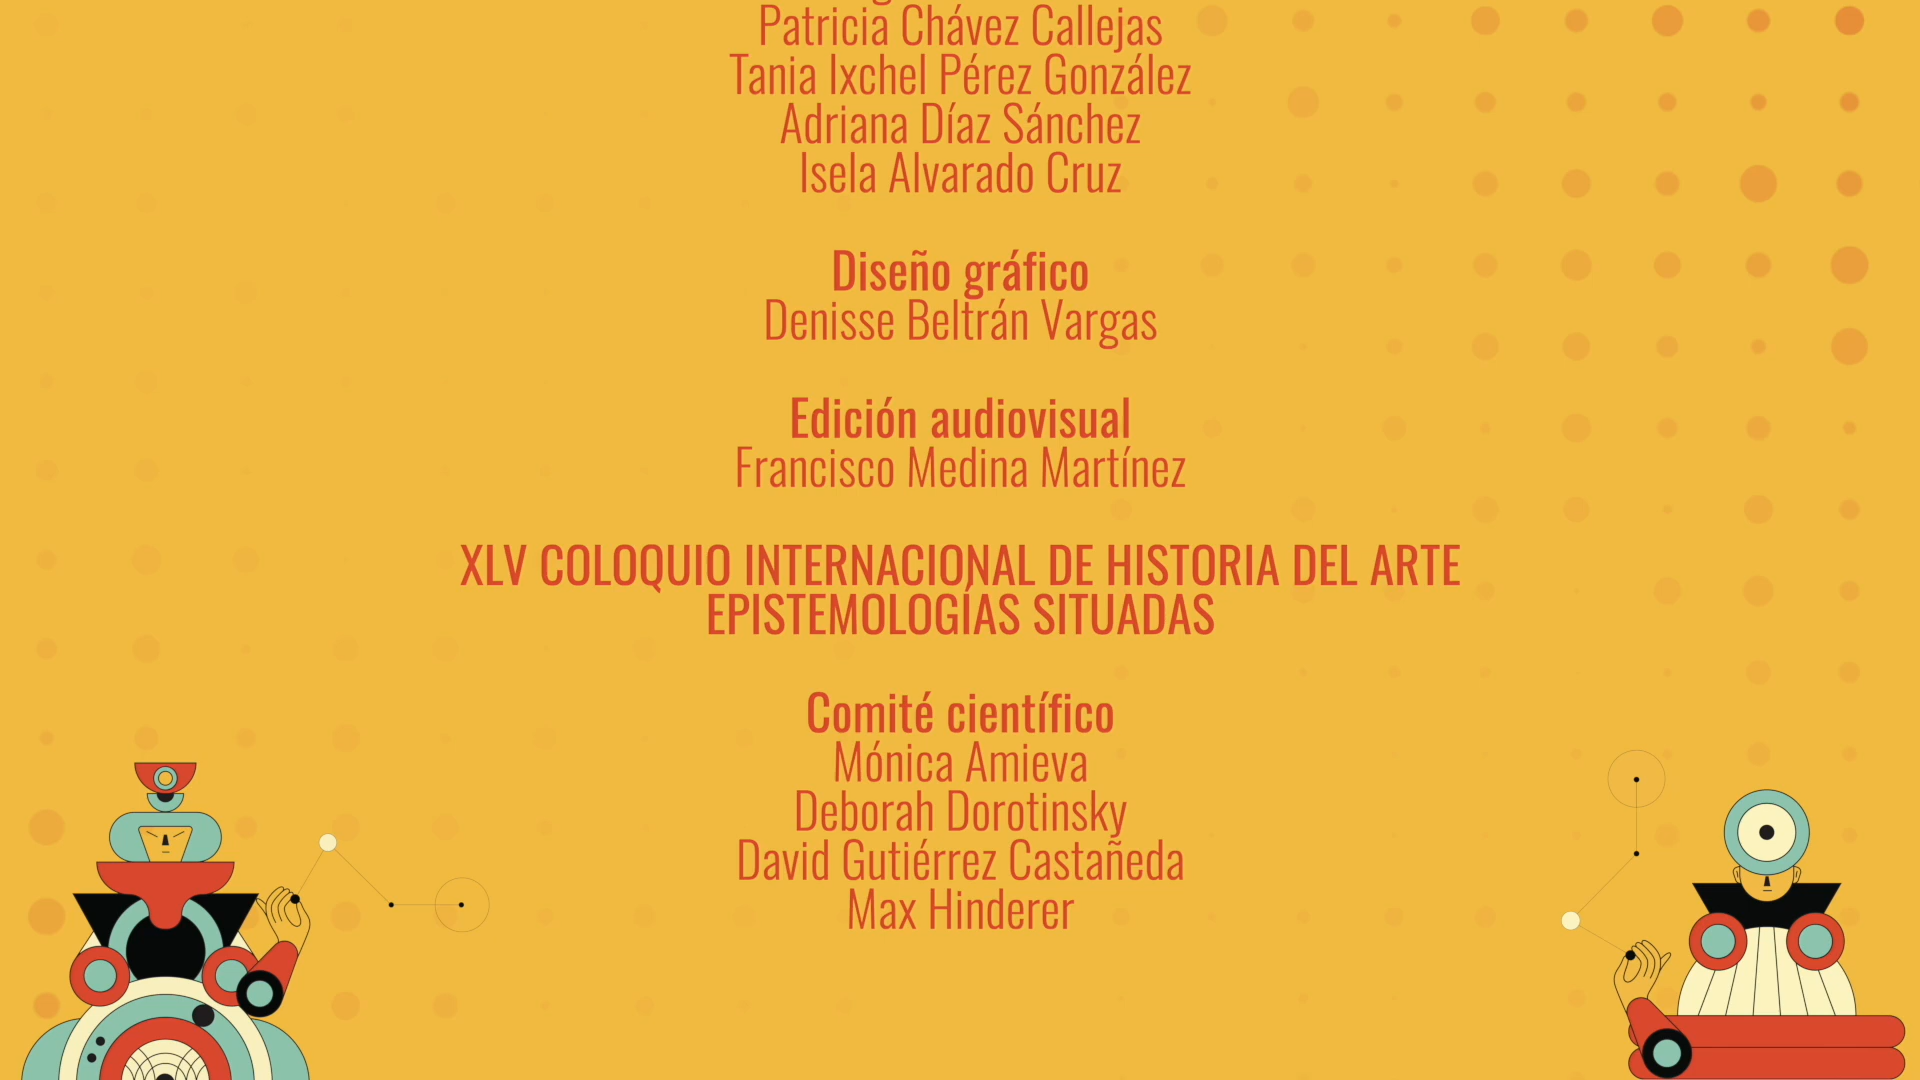 Patricia Chávez Callejas
Tania Ixchel Pérez González
Adriana Díaz Sánchez
Isela Alvarado Cruz
Diseño gráfico
Denisse Beltrán Vargas
Edición audiovisual
Francisco Medina Martínez
XLV COLOQUIO INTERNACIONAL DE HISTORIA DEL ARTE
EPISTEMOLOGÍAS SITUADAS
Comité científico
Mónica Amieva
Deborah Dorotinsky
David Gutiérrez Castañeda
Max Hinderer